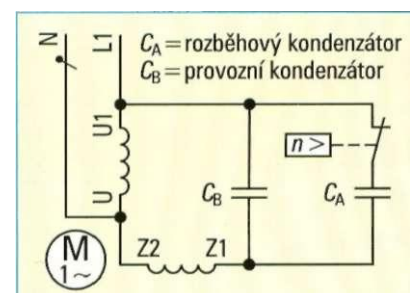 N
L1
C_A = rozběhový kondenzátor
C_B = provozní kondenzátor
U1
n >
U
C_B
C_A
M
1~
Z2
Z1